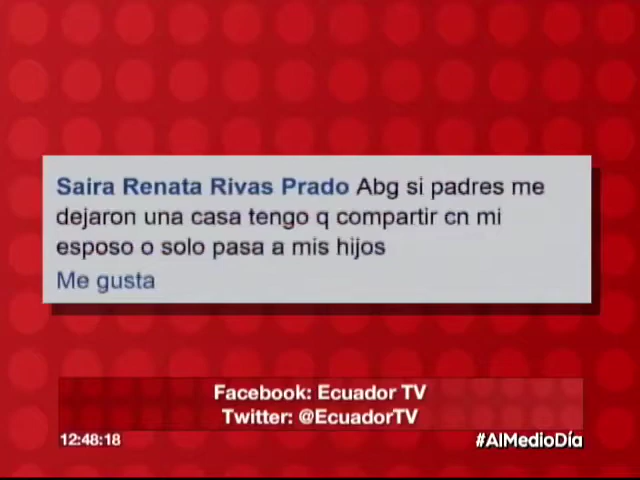 Saira Renata Rivas Prado Abg si padres me
dejaron una casa tengo q compartir cn mi
esposo o solo pasa a mis hijos
Me gusta
Facebook: Ecuador TV
Twitter: @EcuadorTV
12:48:18
#AlMedioDía